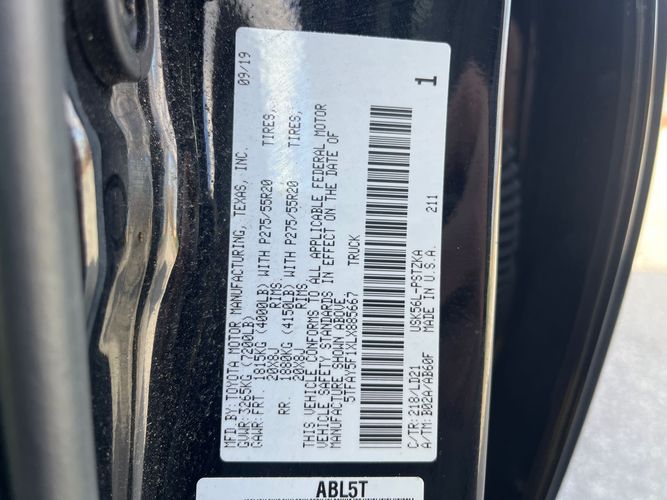 MFD.BY: TOYOTA MOTOR MANUFACTURING, TEXAS, INC. 09/19
GVWR: 3265KG (7200LB)
GAWR: FRT. 1815KG (4000LB) WITH P275/55R20 TIRES,
20X8J RIMS
RR. 1880KG (4150LB) WITH P275/55R20 TIRES,
20X8J RIMS
THIS VEHICLE CONFORMS TO ALL APPLICABLE FEDERAL MOTOR
VEHICLE SAFETY STANDARDS IN EFFECT ON THE DATE OF
MANUFACTURE SHOWN ABOVE.
5TFAY5F1XLX885667 TRUCK
1
C/TR: 218/LD21 USK56L-PSTZKA 211
A/TM: B02A/AB60F MADE IN U.S.A.
ABL5T